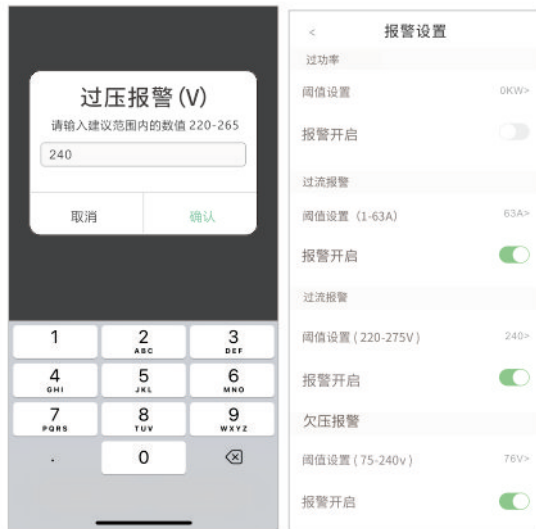 过压报警(V)
请输入建议范围内的数值 220-265
240
取消
确认
1
2
ABC
3
DEF
4
GHI
5
JKL
6
MNO
7
PQRS
8
TUV
9
WXYZ
.
0
< 报警设置
过功率
阈值设置 0KW>
报警开启
过流报警
阈值设置（1-63A） 63A>
报警开启
过流报警
阈值设置(220-275V) 240>
报警开启
欠压报警
阈值设置(75-240v) 76V>
报警开启